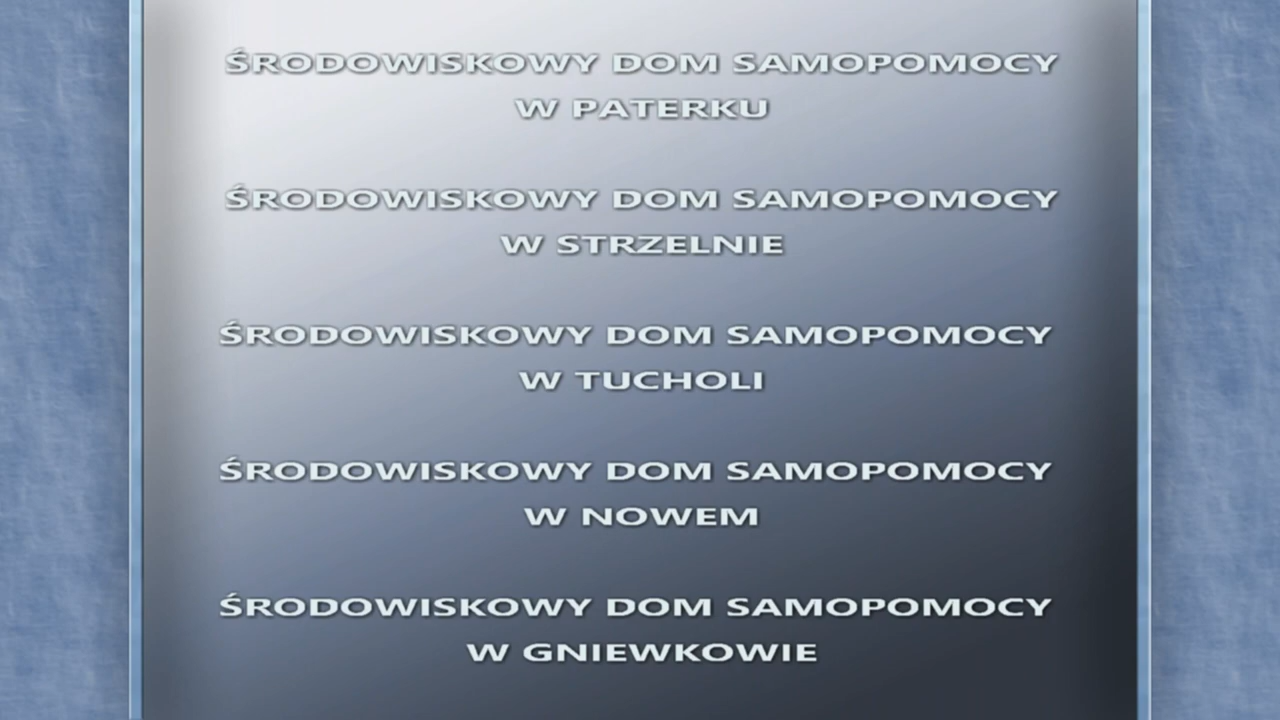 ŚRODOWISKOWY DOM SAMOPOMOCY
W PATERKU
ŚRODOWISKOWY DOM SAMOPOMOCY
W STRZELNIE
ŚRODOWISKOWY DOM SAMOPOMOCY
W TUCHOLI
ŚRODOWISKOWY DOM SAMOPOMOCY
W NOWEM
ŚRODOWISKOWY DOM SAMOPOMOCY
W GNIEWKOWIE